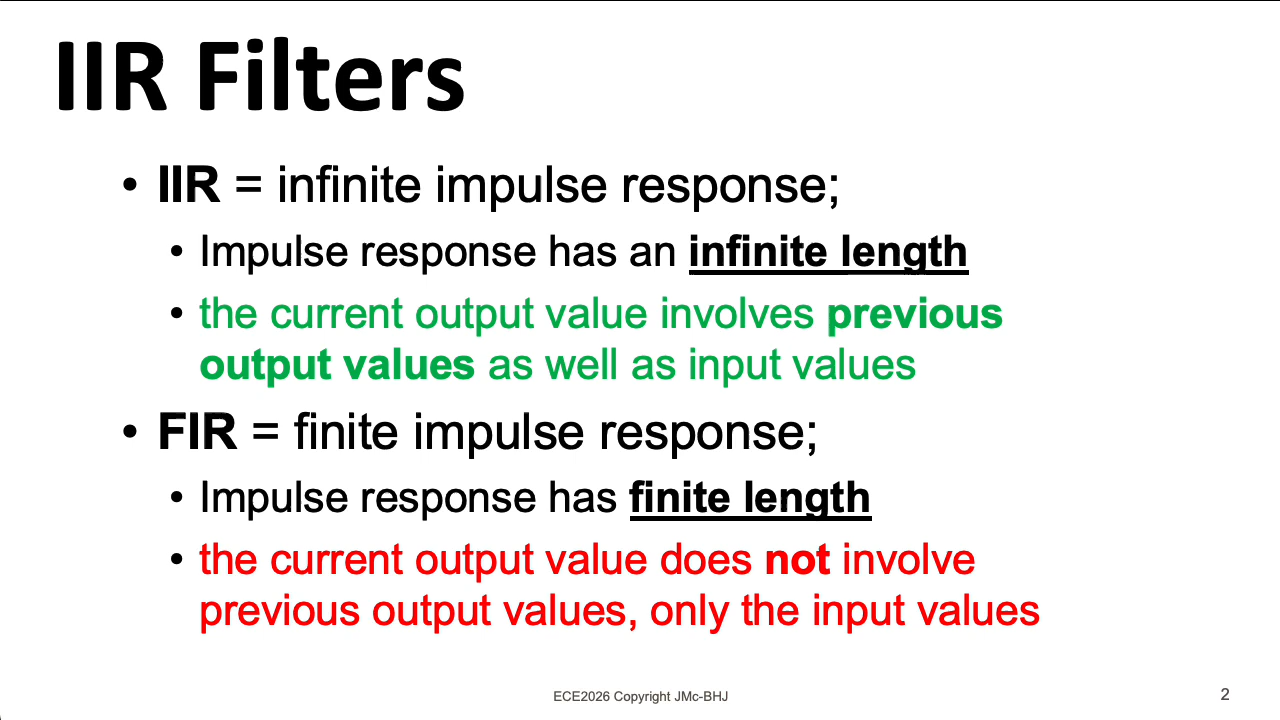 IIR Filters
• IIR = infinite impulse response;
• Impulse response has an infinite length
• the current output value involves previous
output values as well as input values
• FIR = finite impulse response;
• Impulse response has finite length
• the current output value does not involve
previous output values, only the input values
ECE2026 Copyright JMc-BHJ
2